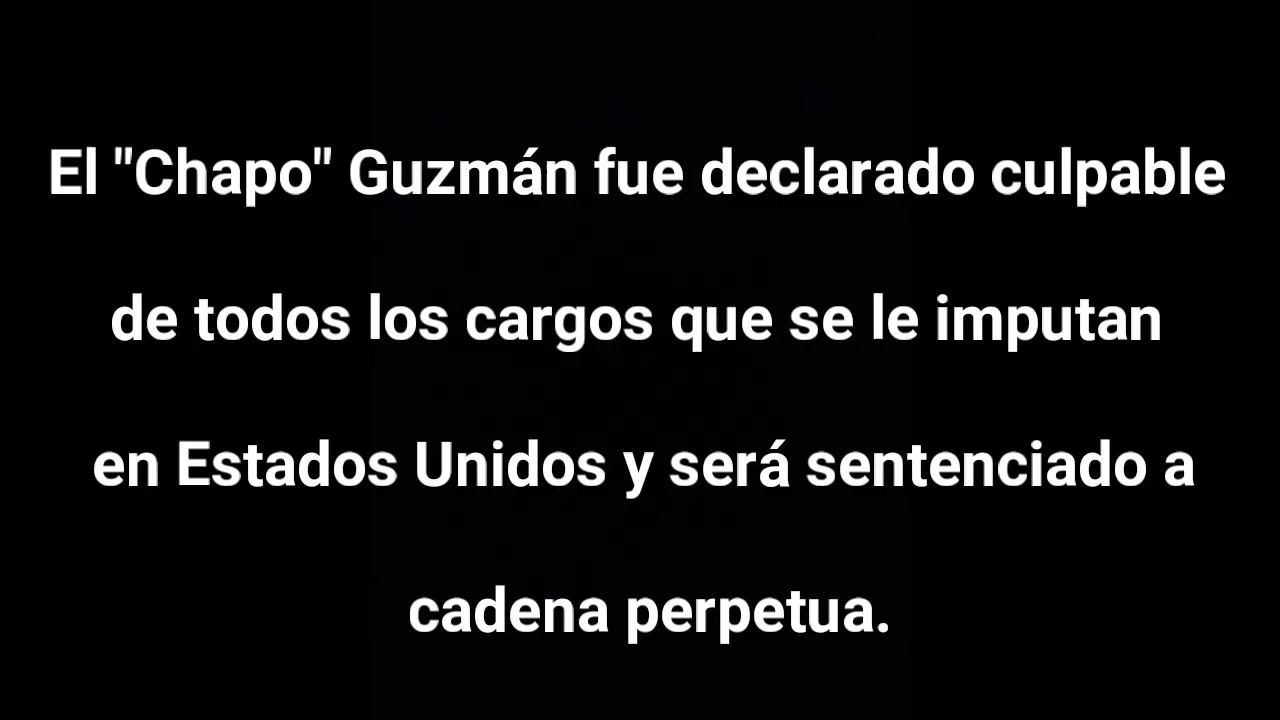 El "Chapo" Guzmán fue declarado culpable
de todos los cargos que se le imputan
en Estados Unidos y será sentenciado a
cadena perpetua.